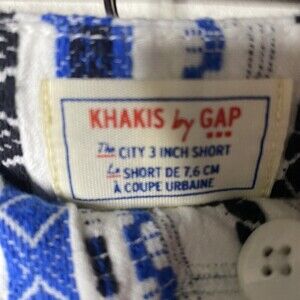 KHAKIS by GAP
The CITY 3 INCH SHORT
Le SHORT DE 7,6 CM
À COUPE URBAINE